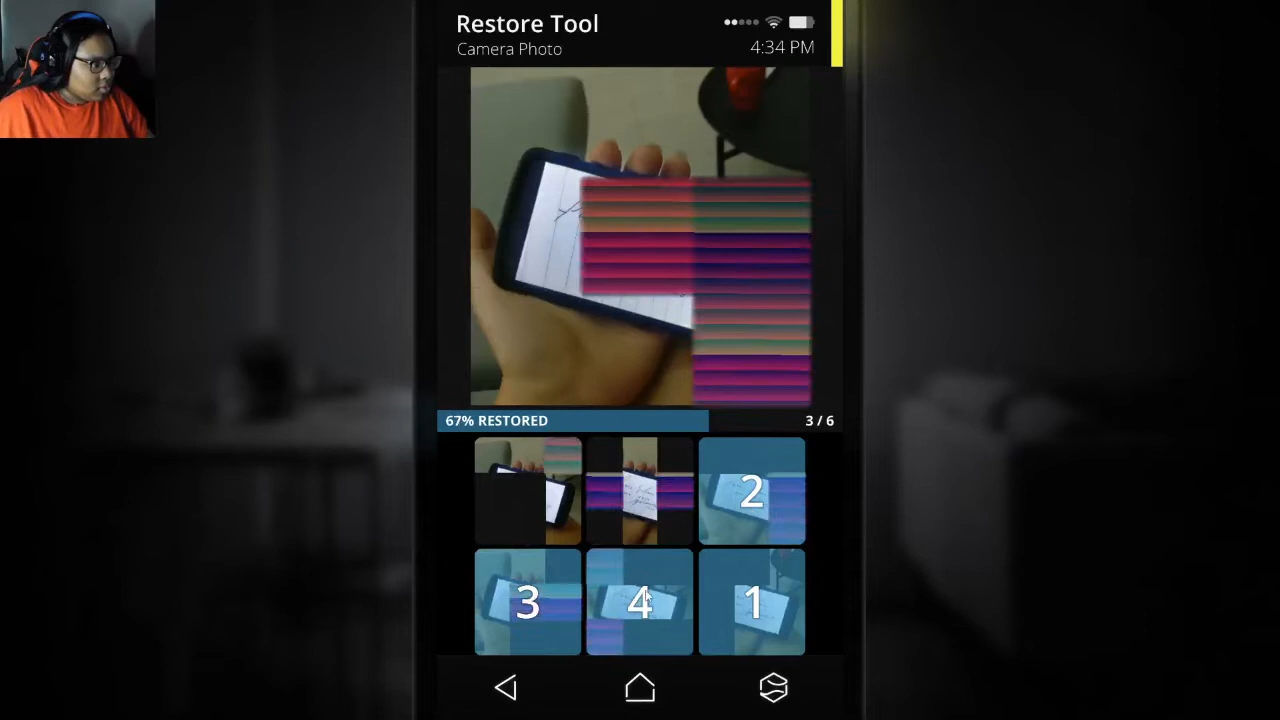 Restore Tool
Camera Photo
4:34 PM
67% RESTORED
3 / 6
2
3
4
1